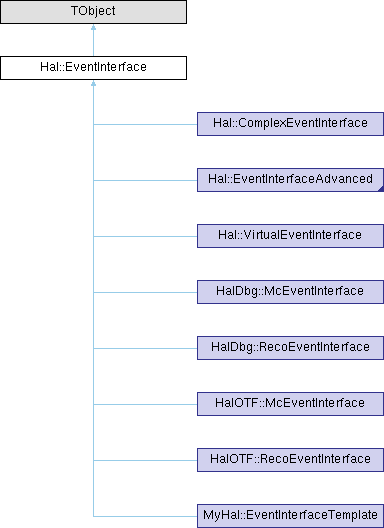 TObject
Hal::EventInterface
Hal::ComplexEventInterface
Hal::EventInterfaceAdvanced
Hal::VirtualEventInterface
HalDbg::McEventInterface
HalDbg::RecoEventInterface
HalOTF::McEventInterface
HalOTF::RecoEventInterface
MyHal::EventInterfaceTemplate